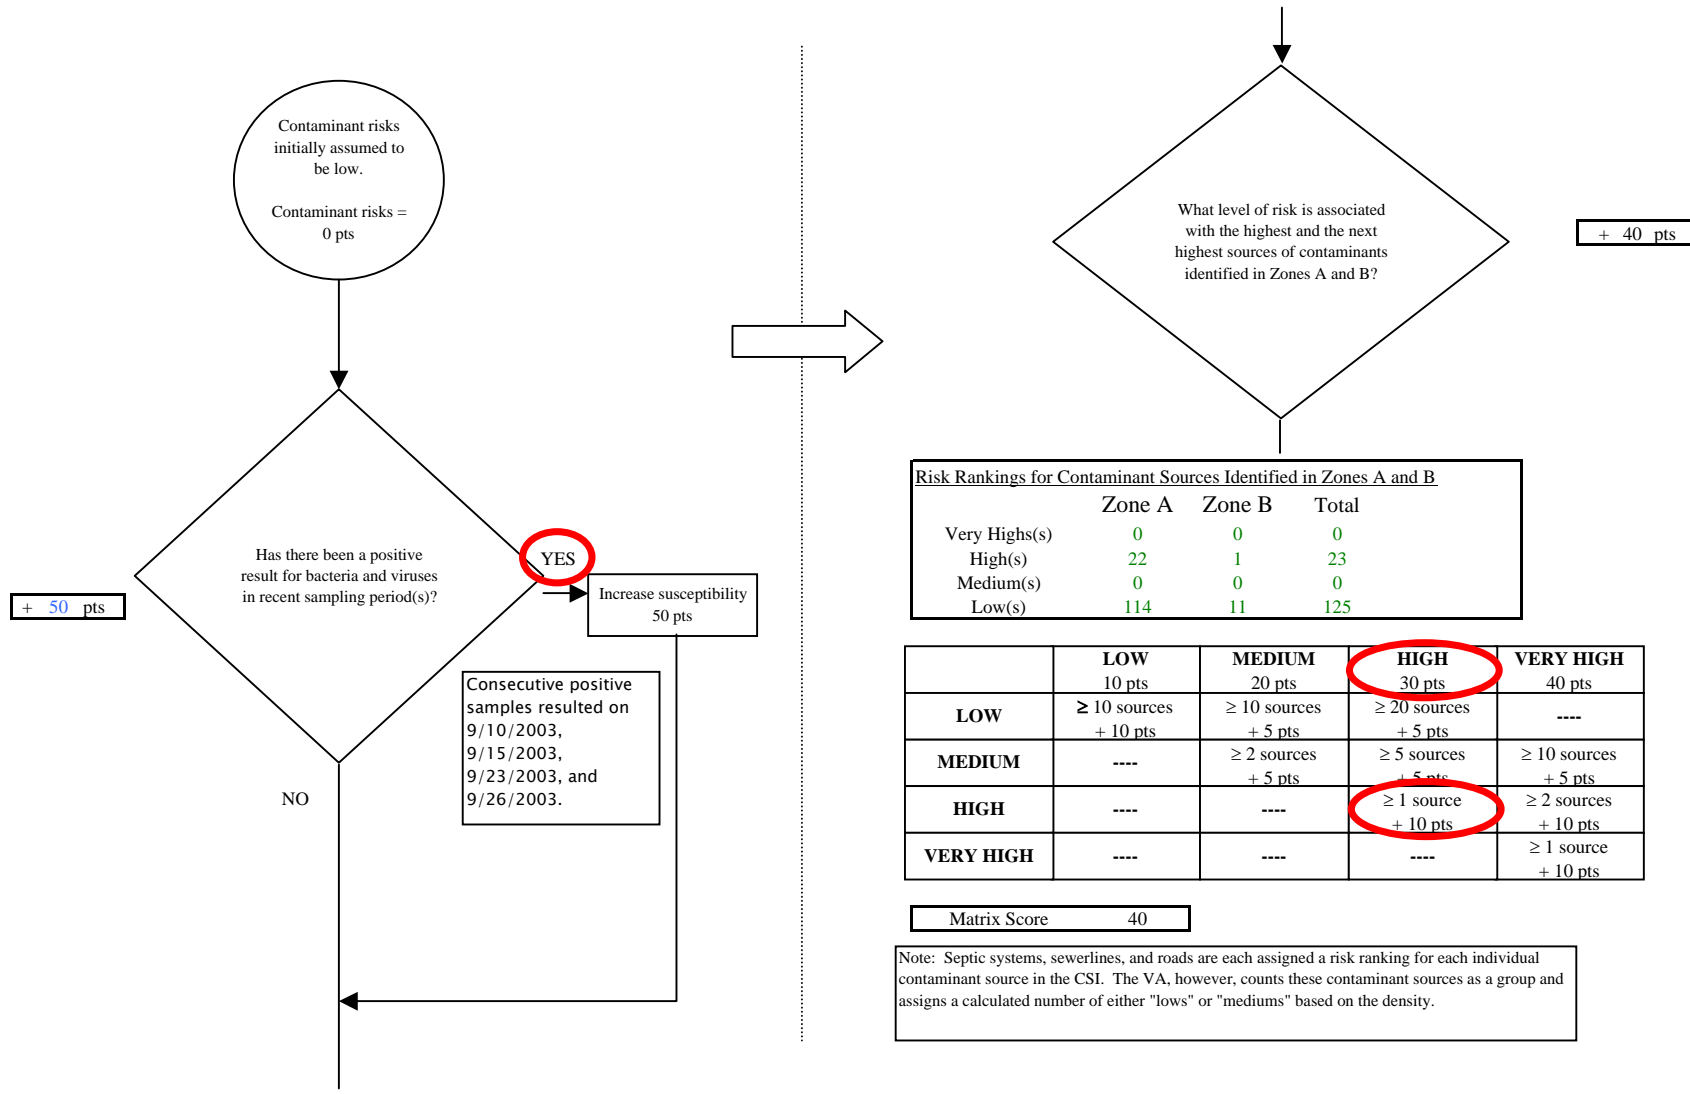 Contaminant risks
initially assumed to
be low.
Contaminant risks =
0 pts
Has there been a positive
result for bacteria and viruses
in recent sampling period(s)?
YES
+ 50 pts
Increase susceptibility
50 pts
Consecutive positive
samples resulted on
9/10/2003,
9/15/2003,
9/23/2003, and
9/26/2003.
NO
What level of risk is associated
with the highest and the next
highest sources of contaminants
identified in Zones A and B?
+ 40 pts
Risk Rankings for Contaminant Sources Identified in Zones A and B
Zone A Zone B Total
Very Highs(s) 0 0 0
High(s) 22 1 23
Medium(s) 0 0 0
Low(s) 114 11 125
LOW MEDIUM HIGH VERY HIGH
10 pts 20 pts 30 pts 40 pts
LOW ≥ 10 sources ≥ 10 sources ≥ 20 sources ----
+ 10 pts + 5 pts + 5 pts
MEDIUM ---- ≥ 2 sources ≥ 5 sources ≥ 10 sources
+ 5 pts + 5 pts + 5 pts
HIGH ---- ---- ≥ 1 source ≥ 2 sources
+ 10 pts + 10 pts
VERY HIGH ---- ---- ---- ≥ 1 source
+ 10 pts
Matrix Score 40
Note: Septic systems, sewerlines, and roads are each assigned a risk ranking for each individual
contaminant source in the CSI. The VA, however, counts these contaminant sources as a group and
assigns a calculated number of either "lows" or "mediums" based on the density.